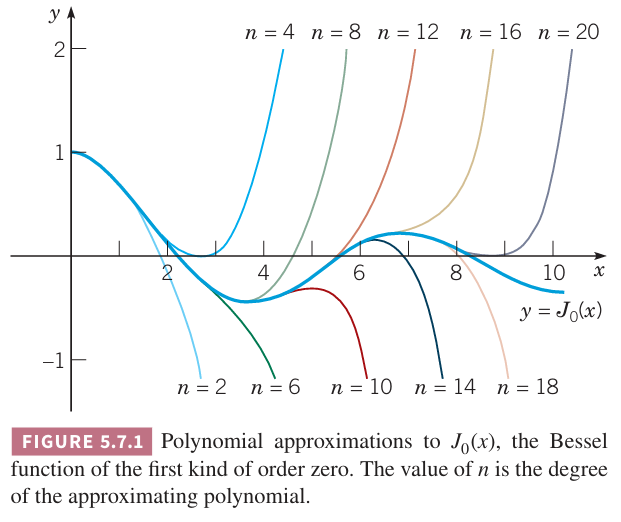 y
n = 4 n = 8 n = 12 n = 16 n = 20
2
1
2 4 6 8 10 x
y = J₀(x)
−1
n = 2 n = 6 n = 10 n = 14 n = 18
FIGURE 5.7.1 Polynomial approximations to J₀(x), the Bessel
function of the first kind of order zero. The value of n is the degree
of the approximating polynomial.